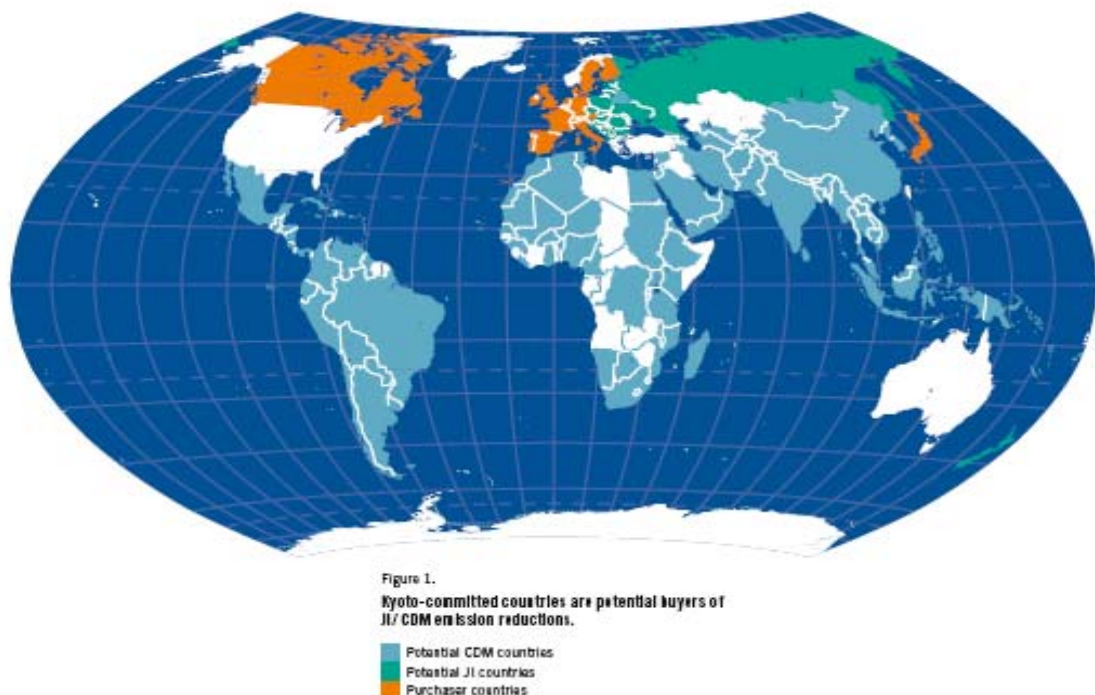 Figure 1.
Kyoto-committed countries are potential buyers of
JI/CDM emission reductions.
Potential CDM countries
Potential JI countries
Purchaser countries